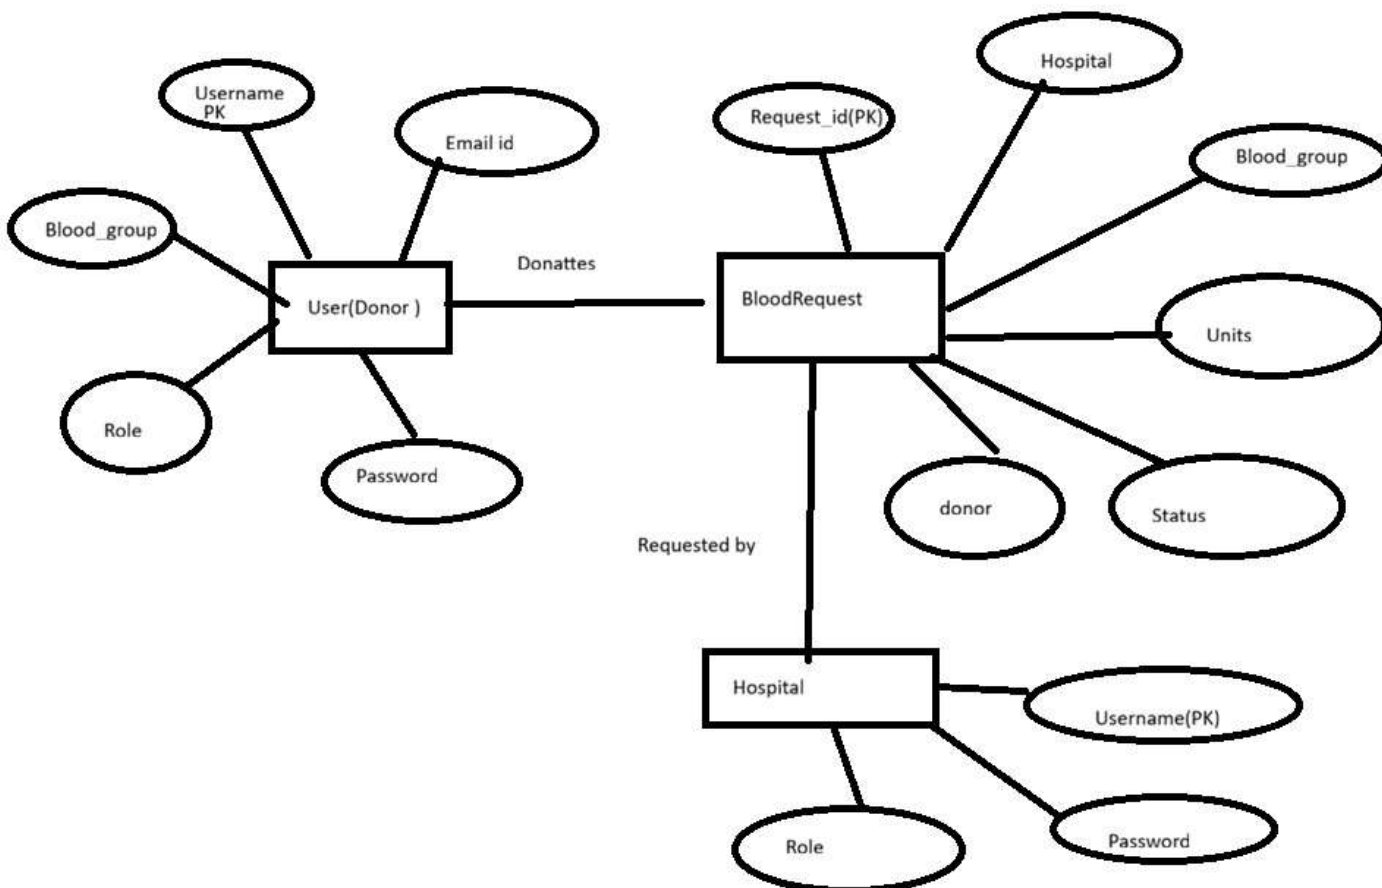 Hospital
Username
PK
Request_id(PK)
Email id
Blood_group
Blood_group
Donattes
User(Donor )
BloodRequest
Units
Role
Password
donor
Status
Requested by
Hospital
Username(PK)
Role
Password